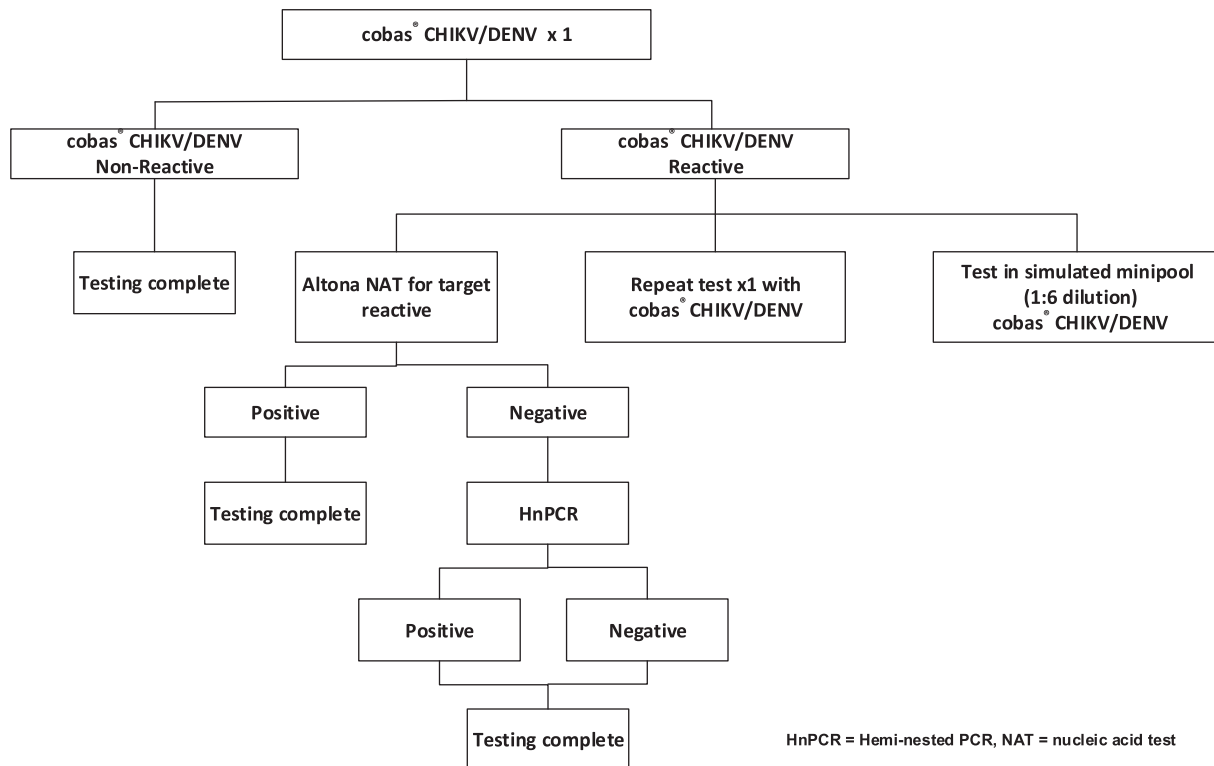 cobas® CHIKV/DENV x 1
cobas® CHIKV/DENV
Non-Reactive
cobas® CHIKV/DENV
Reactive
Testing complete
Altona NAT for target
reactive
Repeat test x1 with
cobas® CHIKV/DENV
Test in simulated minipool
(1:6 dilution)
cobas® CHIKV/DENV
Positive
Negative
Testing complete
HnPCR
Positive
Negative
Testing complete
HnPCR = Hemi-nested PCR, NAT = nucleic acid test